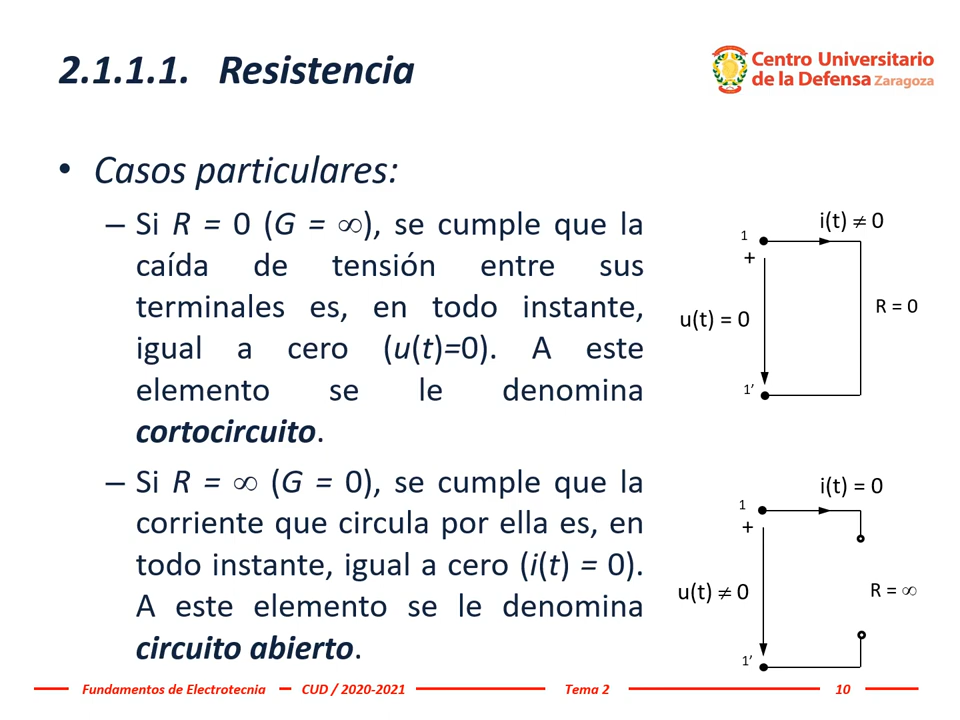 2.1.1.1. Resistencia
Centro Universitario
de la Defensa Zaragoza
• Casos particulares:
– Si R = 0 (G = ∞), se cumple que la
caída de tensión entre sus
terminales es, en todo instante,
igual a cero (u(t)=0). A este
elemento se le denomina
cortocircuito.
– Si R = ∞ (G = 0), se cumple que la
corriente que circula por ella es, en
todo instante, igual a cero (i(t) = 0).
A este elemento se le denomina
circuito abierto.
i(t) ≠ 0
1
+
R = 0
u(t) = 0
1’
i(t) = 0
1
+
u(t) ≠ 0
R = ∞
1’
Fundamentos de Electrotecnia
CUD / 2020-2021
Tema 2
10